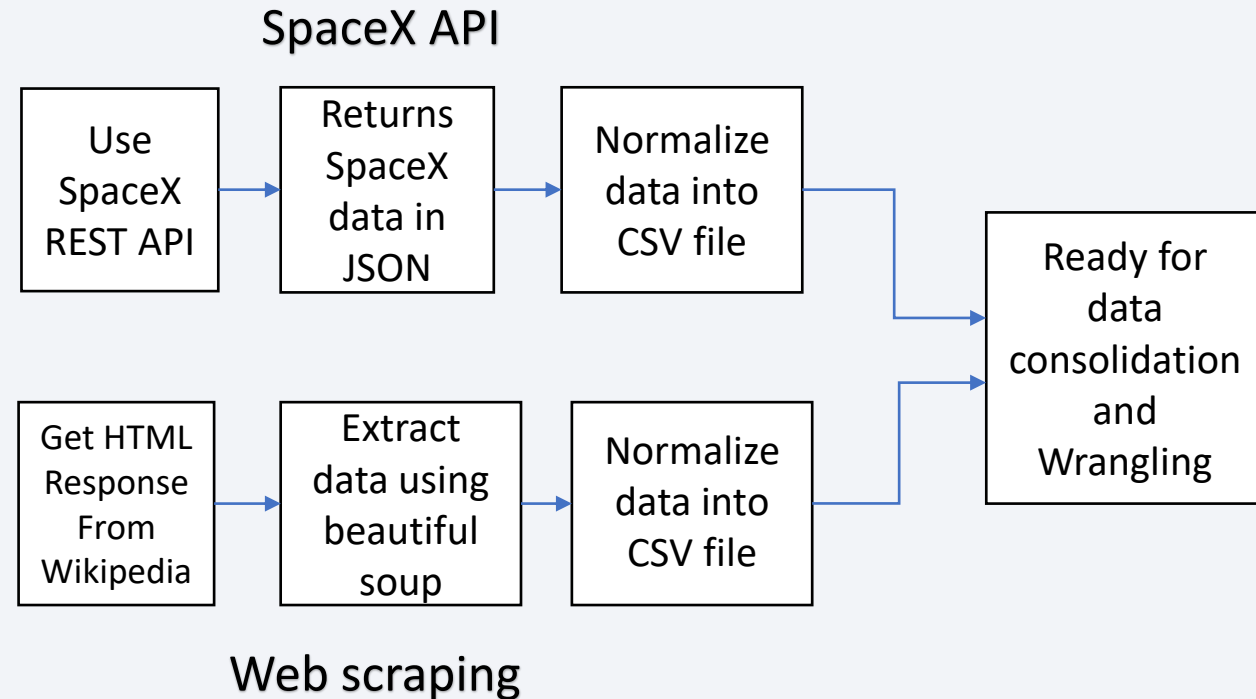 SpaceX API
Use
SpaceX
REST API
Returns
SpaceX
data in
JSON
Normalize
data into
CSV file
Ready for
data
consolidation
and
Wrangling
Get HTML
Response
From
Wikipedia
Extract
data using
beautiful
soup
Normalize
data into
CSV file
Web scraping